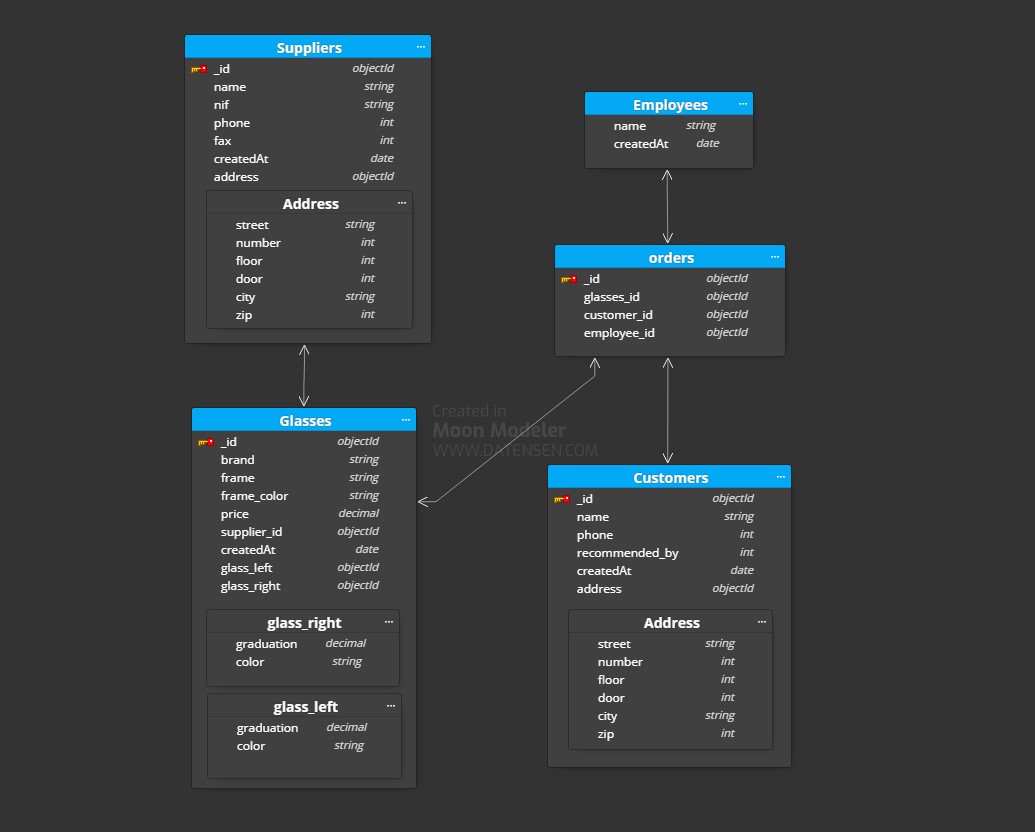 Suppliers ...
_id objectId
name string
nif string
phone int
fax int
createdAt date
address objectId
Address ...
street string
number int
floor int
door int
city string
zip int
Employees ...
name string
createdAt date
orders ...
_id objectId
glasses_id objectId
customer_id objectId
employee_id objectId
Created in
Moon Modeler
WWW.DATENSEN.COM
Glasses ...
_id objectId
brand string
frame string
frame_color string
price decimal
supplier_id objectId
createdAt date
glass_left objectId
glass_right objectId
glass_right ...
graduation decimal
color string
glass_left ...
graduation decimal
color string
Customers ...
_id objectId
name string
phone int
recommended_by int
createdAt date
address objectId
Address ...
street string
number int
floor int
door int
city string
zip int